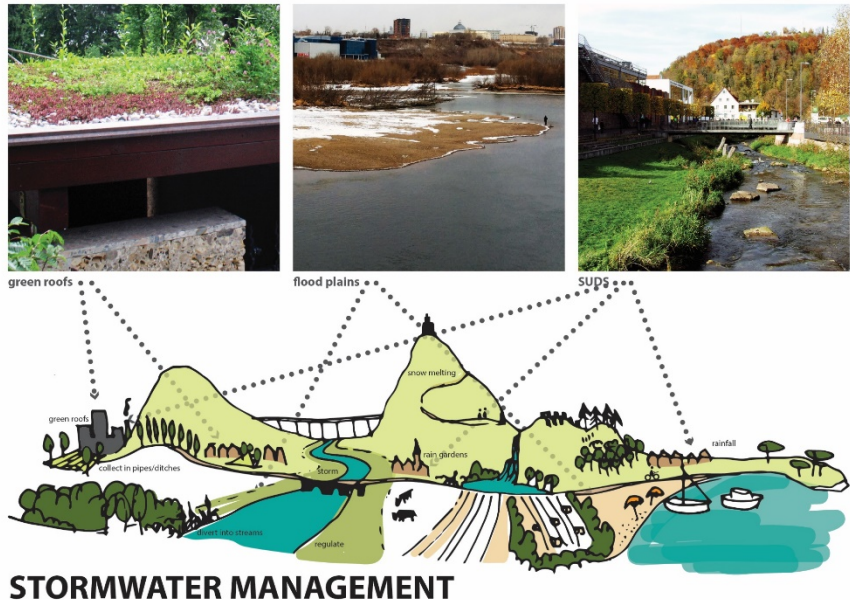 green roofs
flood plains
SUDS
snow melting
green roofs
rainfall
rain gardens
collect in pipes/ditches
storm
divert into streams
regulate
STORMWATER MANAGEMENT